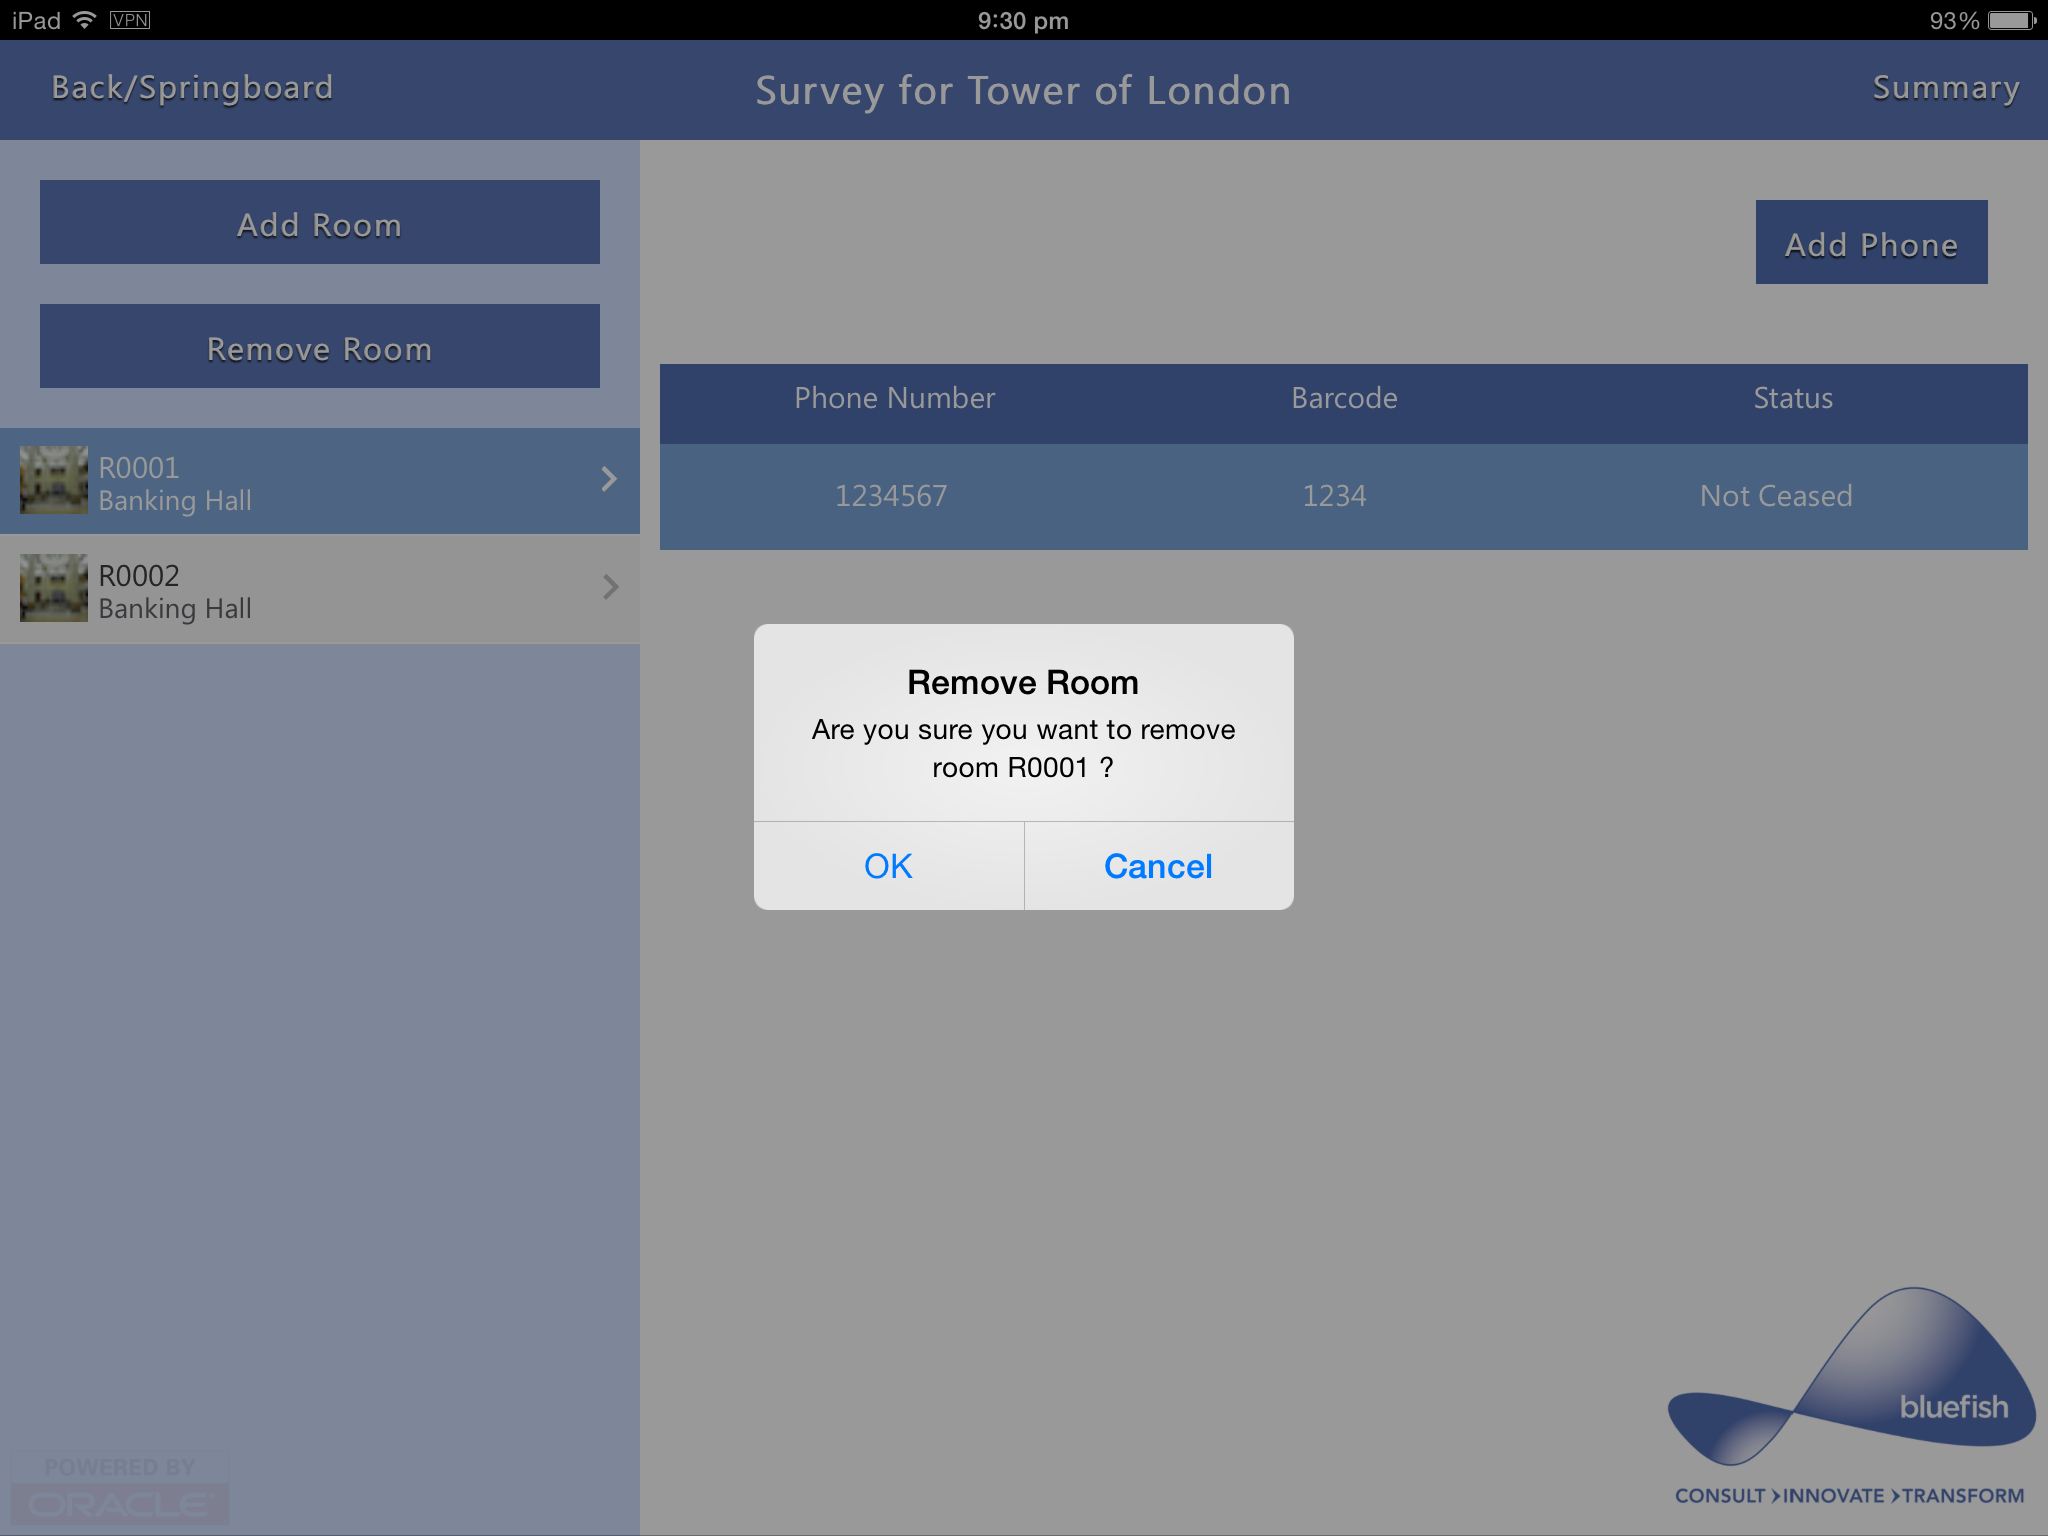 iPad VPN 9:30 pm 93%
Back/Springboard Survey for Tower of London Summary
Add Room
Remove Room
R0001
Banking Hall
R0002
Banking Hall
Add Phone
Phone Number Barcode Status
1234567 1234 Not Ceased
Remove Room
Are you sure you want to remove
room R0001 ?
OK Cancel
POWERED BY
ORACLE
bluefish
CONSULT >INNOVATE >TRANSFORM